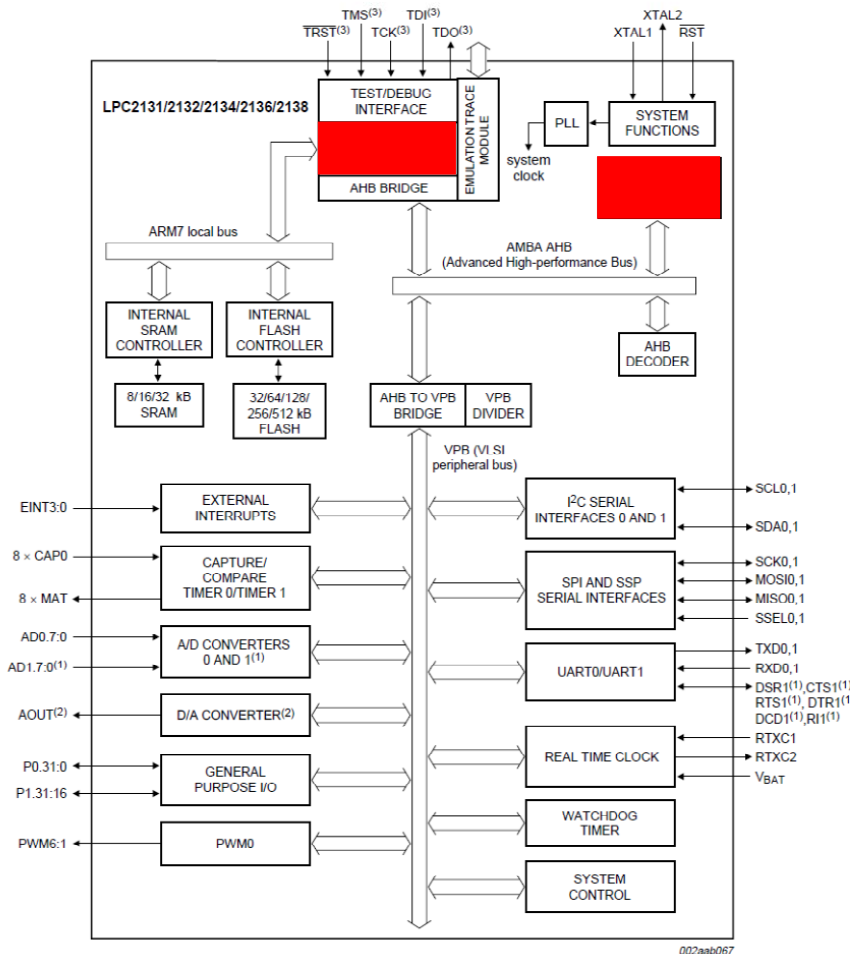 TMS(3) TDI(3)
TRST(3) TCK(3) TDO(3)
XTAL2
XTAL1 RST
LPC2131/2132/2134/2136/2138
TEST/DEBUG
INTERFACE
AHB BRIDGE
EMULATION TRACE
MODULE
PLL
SYSTEM
FUNCTIONS
system
clock
ARM7 local bus
AMBA AHB
(Advanced High-performance Bus)
INTERNAL
SRAM
CONTROLLER
INTERNAL
FLASH
CONTROLLER
AHB
DECODER
8/16/32 kB
SRAM
32/64/128/
256/512 kB
FLASH
AHB TO VPB
BRIDGE
VPB
DIVIDER
VPB (VLSI
peripheral bus)
EINT3:0
EXTERNAL
INTERRUPTS
I2C SERIAL
INTERFACES 0 AND 1
SCL0,1
SDA0,1
8 × CAP0
8 × MAT
CAPTURE/
COMPARE
TIMER 0/TIMER 1
SPI AND SSP
SERIAL INTERFACES
SCK0,1
MOSI0,1
MISO0,1
SSEL0,1
AD0.7:0
AD1.7:0(1)
A/D CONVERTERS
0 AND 1(1)
UART0/UART1
TXD0,1
RXD0,1
DSR1(1),CTS1(1)
RTS1(1), DTR1(1
DCD1(1),RI1(1)
AOUT(2)
D/A CONVERTER(2)
P0.31:0
P1.31:16
GENERAL
PURPOSE I/O
REAL TIME CLOCK
RTXC1
RTXC2
VBAT
PWM6:1
PWM0
WATCHDOG
TIMER
SYSTEM
CONTROL
002aab067